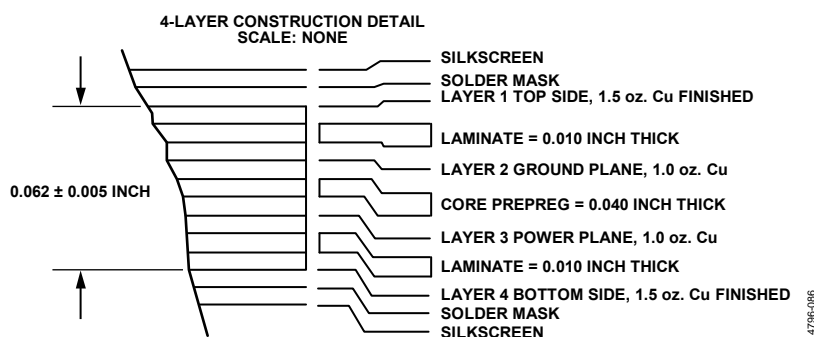 4-LAYER CONSTRUCTION DETAIL
SCALE: NONE
SILKSCREEN
SOLDER MASK
LAYER 1 TOP SIDE, 1.5 oz. Cu FINISHED
LAMINATE = 0.010 INCH THICK
LAYER 2 GROUND PLANE, 1.0 oz. Cu
0.062 ± 0.005 INCH
CORE PREPREG = 0.040 INCH THICK
LAYER 3 POWER PLANE, 1.0 oz. Cu
LAMINATE = 0.010 INCH THICK
LAYER 4 BOTTOM SIDE, 1.5 oz. Cu FINISHED
SOLDER MASK
SILKSCREEN
4796-086